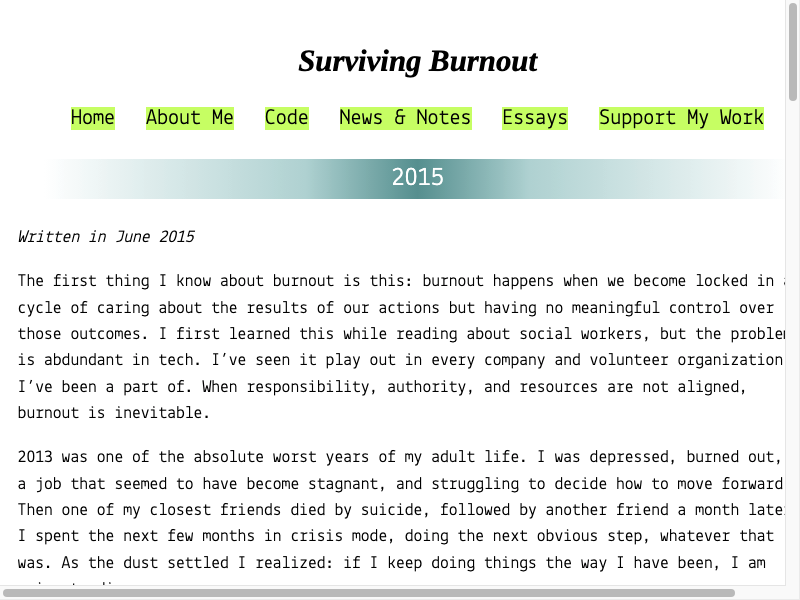 Surviving Burnout
Home About Me Code News & Notes Essays Support My Work
2015
Written in June 2015
The first thing I know about burnout is this: burnout happens when we become locked in
cycle of caring about the results of our actions but having no meaningful control over
those outcomes. I first learned this while reading about social workers, but the problem
is abdundant in tech. I've seen it play out in every company and volunteer organization
I've been a part of. When responsibility, authority, and resources are not aligned,
burnout is inevitable.
2013 was one of the absolute worst years of my adult life. I was depressed, burned out,
a job that seemed to have become stagnant, and struggling to decide how to move forward
Then one of my closest friends died by suicide, followed by another friend a month later
I spent the next few months in crisis mode, doing the next obvious step, whatever that
was. As the dust settled I realized: if I keep doing things the way I have been, I am